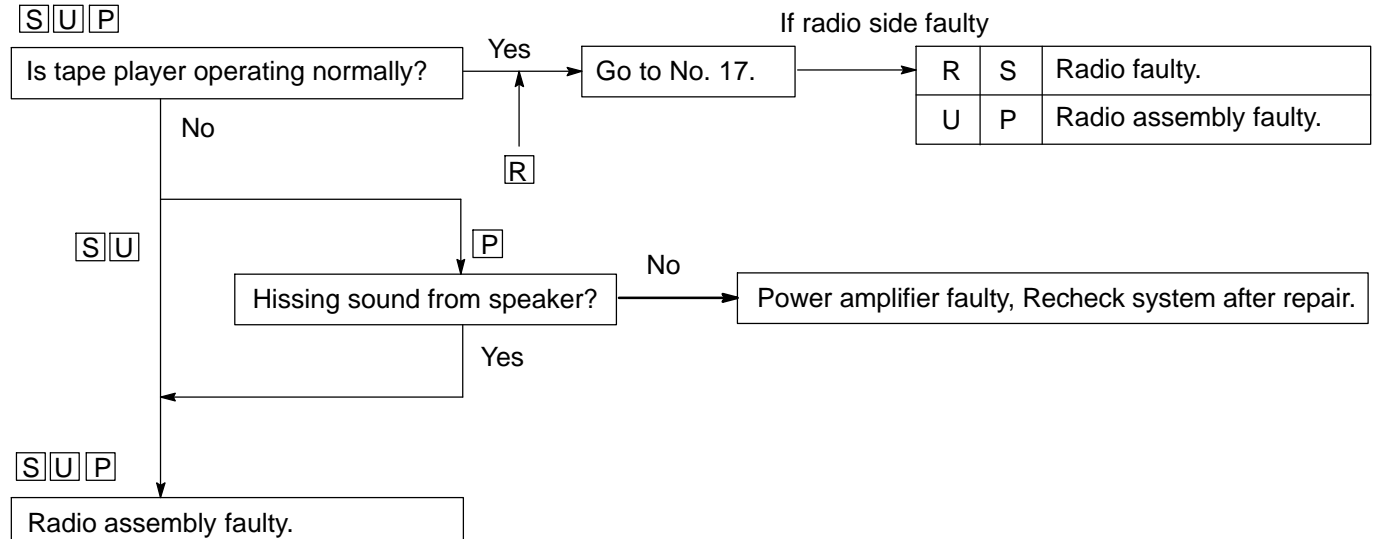 S U P
If radio side faulty
Is tape player operating normally?
Yes
Go to No. 17.
R S Radio faulty.
U P Radio assembly faulty.
No
R
S U
P
Hissing sound from speaker?
No
Power amplifier faulty, Recheck system after repair.
Yes
S U P
Radio assembly faulty.